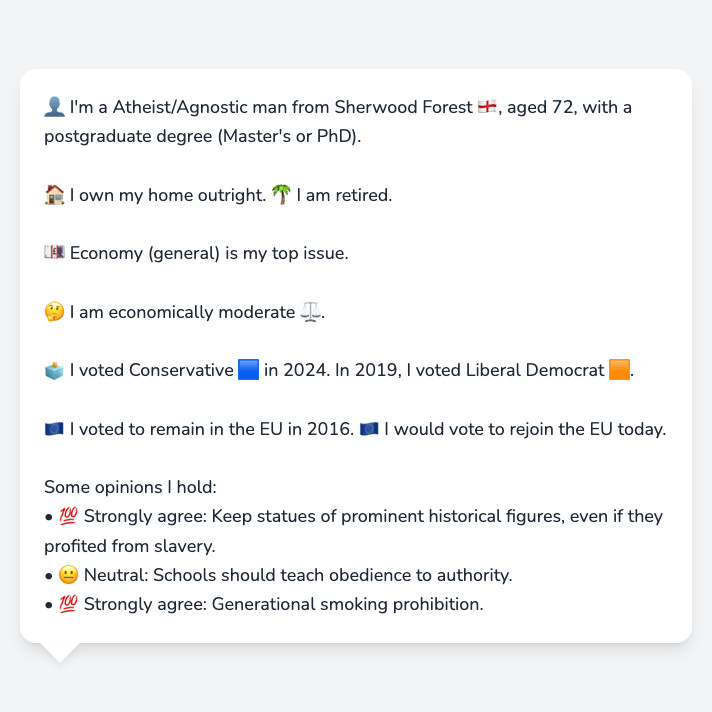 👤 I'm a Atheist/Agnostic man from Sherwood Forest 🏴󠁧󠁢󠁥󠁮󠁧󠁿, aged 72, with a
postgraduate degree (Master's or PhD).
🏠 I own my home outright. 🌴 I am retired.
💷 Economy (general) is my top issue.
🤔 I am economically moderate ⚖️.
🗳️ I voted Conservative 🟦 in 2024. In 2019, I voted Liberal Democrat 🟧.
🇪🇺 I voted to remain in the EU in 2016. 🇪🇺 I would vote to rejoin the EU today.
Some opinions I hold:
• 💯 Strongly agree: Keep statues of prominent historical figures, even if they
profited from slavery.
• 😐 Neutral: Schools should teach obedience to authority.
• 💯 Strongly agree: Generational smoking prohibition.